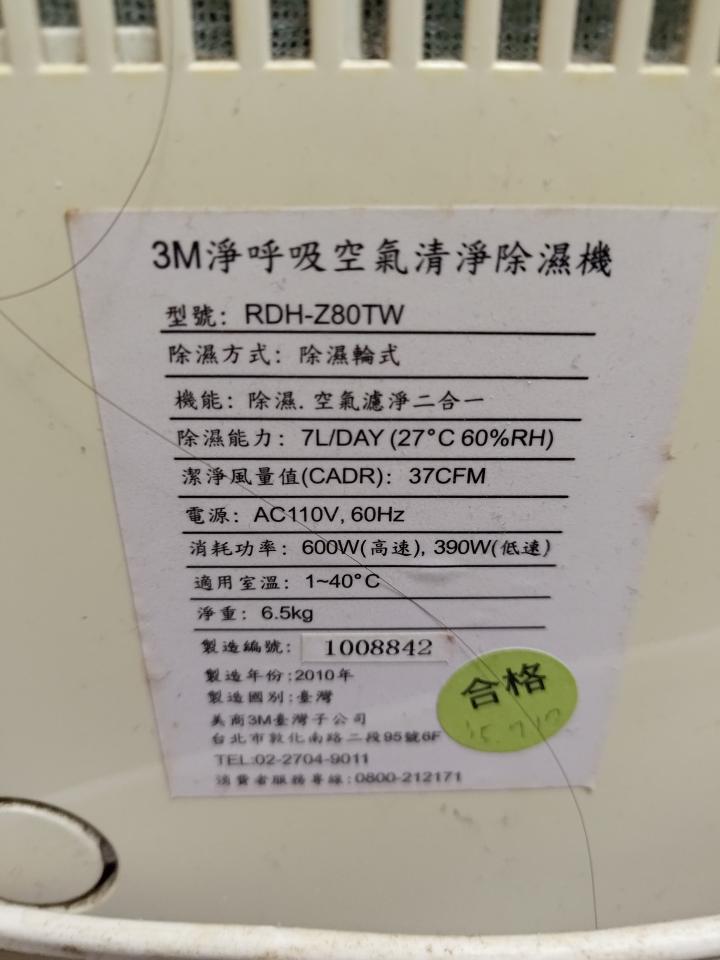 3M淨呼吸空氣清淨除濕機
型號: RDH-Z80TW
除濕方式: 除濕輪式
機能: 除濕.空氣濾淨二合一
除濕能力: 7L/DAY (27°C 60%RH)
潔淨風量值(CADR): 37CFM
電源: AC110V, 60Hz
消耗功率: 600W(高速), 390W(低速)
適用室溫: 1~40°C
淨重: 6.5kg
製造編號: 1008842
製造年份:2010年
製造國別:臺灣
美商3M臺灣子公司
台北市敦化南路二段95號6F
TEL:02-2704-9011
消費者服務專線:0800-212171
合格